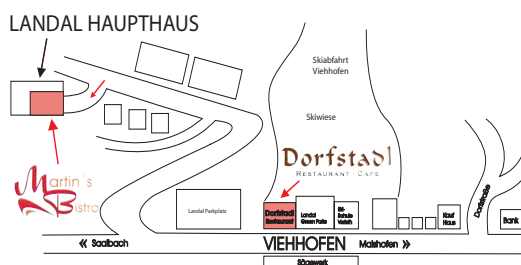 LANDAL HAUPTHAUS
Skiabfahrt
Viehhofen
Skiwiese
Martin´s
Bistro
Dorfstadl
RESTAURANT · CAFE
Landal Parkplatz
Dorfstadl
Restaurant
Landal
Green Parks
Schule
Verleih
Kauf
Haus
Dorfstraße
Bank
« Saalbach
VIEHHOFEN
Maishofen »
Sägewerk